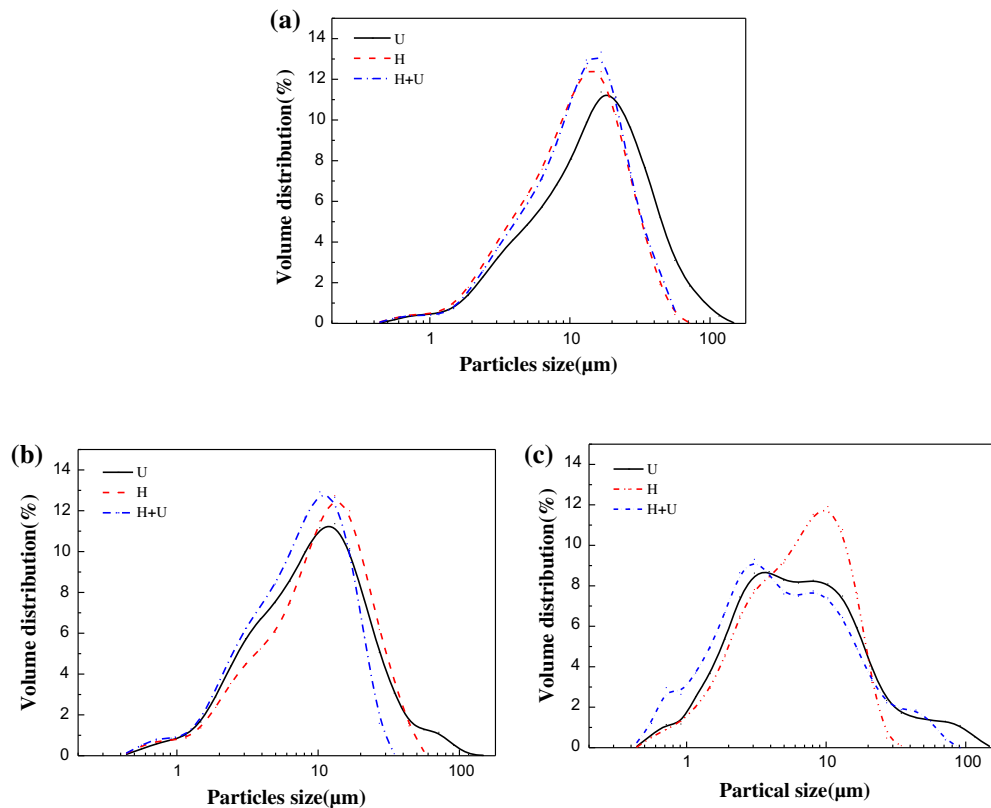 (a)
14
12
10
8
6
4
2
0
Volume distribution(%)
U
H
H+U
1
10
100
Particles size(μm)
(b)
14
12
10
8
6
4
2
0
Volume distribution(%)
U
H
H+U
1
10
100
Particles size(μm)
(c)
14
12
10
8
6
4
2
0
Volume distribution(%)
U
H
H+U
1
10
100
Partical size(μm)